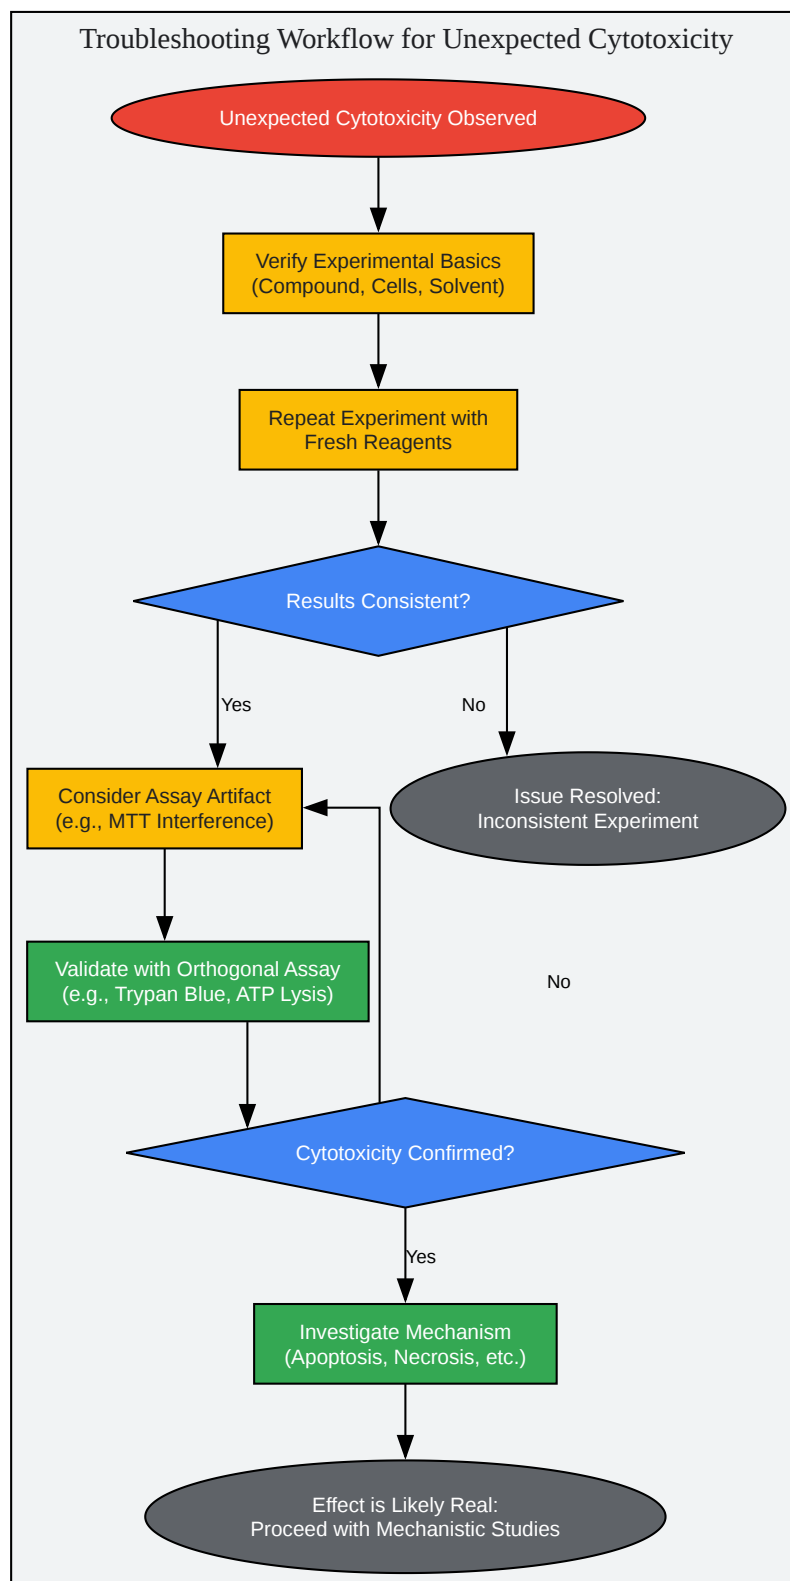 Troubleshooting Workflow for Unexpected Cytotoxicity
Unexpected Cytotoxicity Observed
Verify Experimental Basics
(Compound, Cells, Solvent)
Repeat Experiment with
Fresh Reagents
Results Consistent?
Yes
No
Consider Assay Artifact
(e.g., MTT Interference)
Issue Resolved:
Inconsistent Experiment
Validate with Orthogonal Assay
(e.g., Trypan Blue, ATP Lysis)
No
Cytotoxicity Confirmed?
Yes
Investigate Mechanism
(Apoptosis, Necrosis, etc.)
Effect is Likely Real:
Proceed with Mechanistic Studies